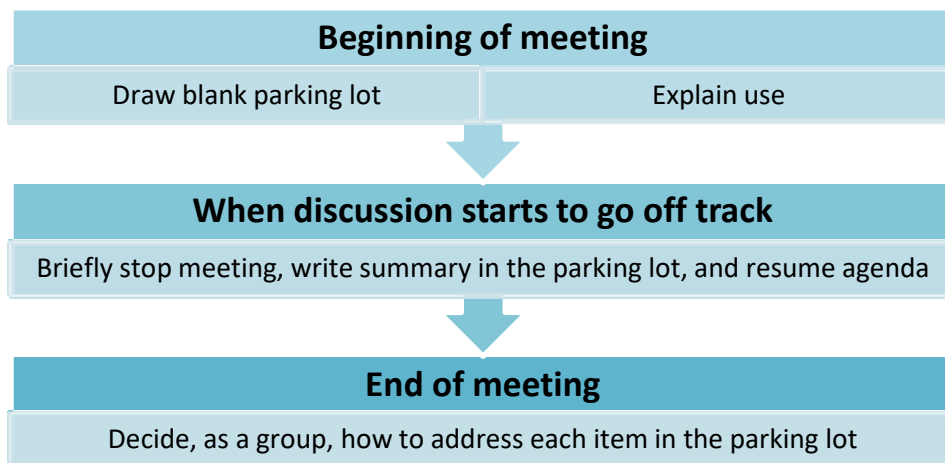 Beginning of meeting
Draw blank parking lot
Explain use
When discussion starts to go off track
Briefly stop meeting, write summary in the parking lot, and resume agenda
End of meeting
Decide, as a group, how to address each item in the parking lot